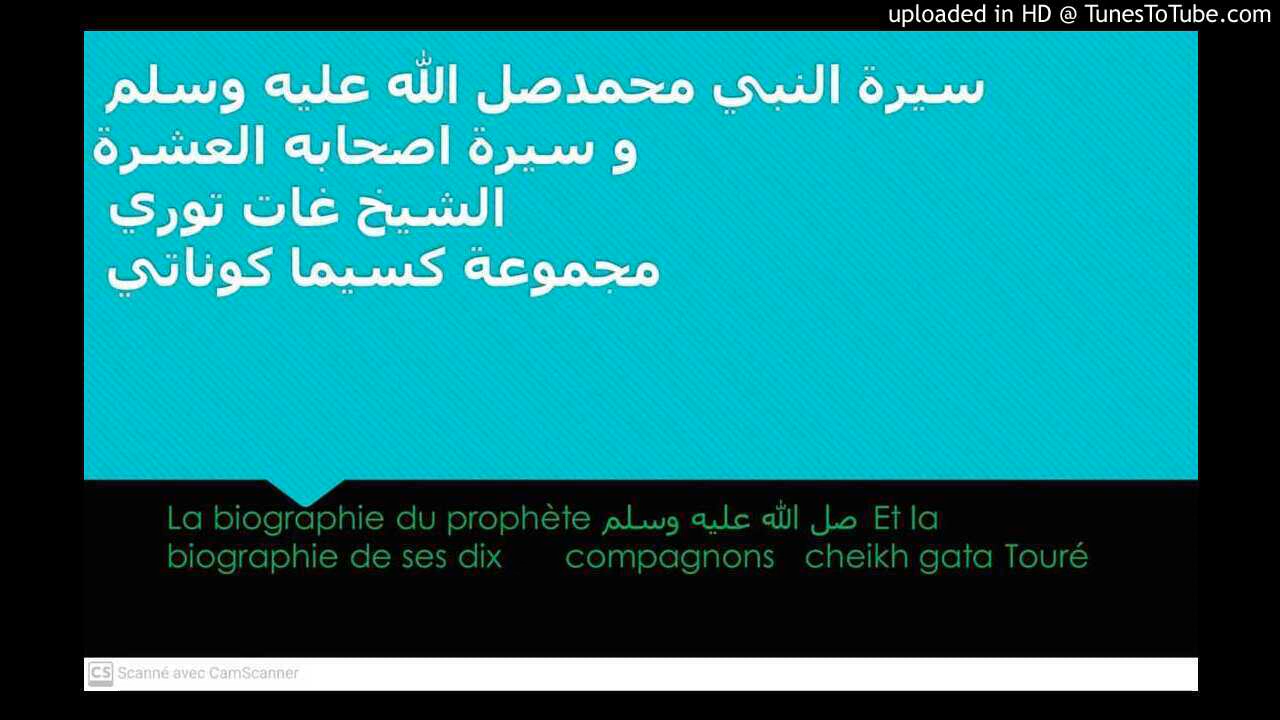 uploaded in HD @ TunesToTube.com
سيرة النبي محمدصل الله عليه وسلم
و سيرة اصحابه العشرة
الشيخ غات توري
مجموعة كسيما كوناتي
La biographie du prophète صل الله عليه وسلم Et la
biographie de ses dix compagnons cheikh gata Touré
CS Scanné avec CamScanner